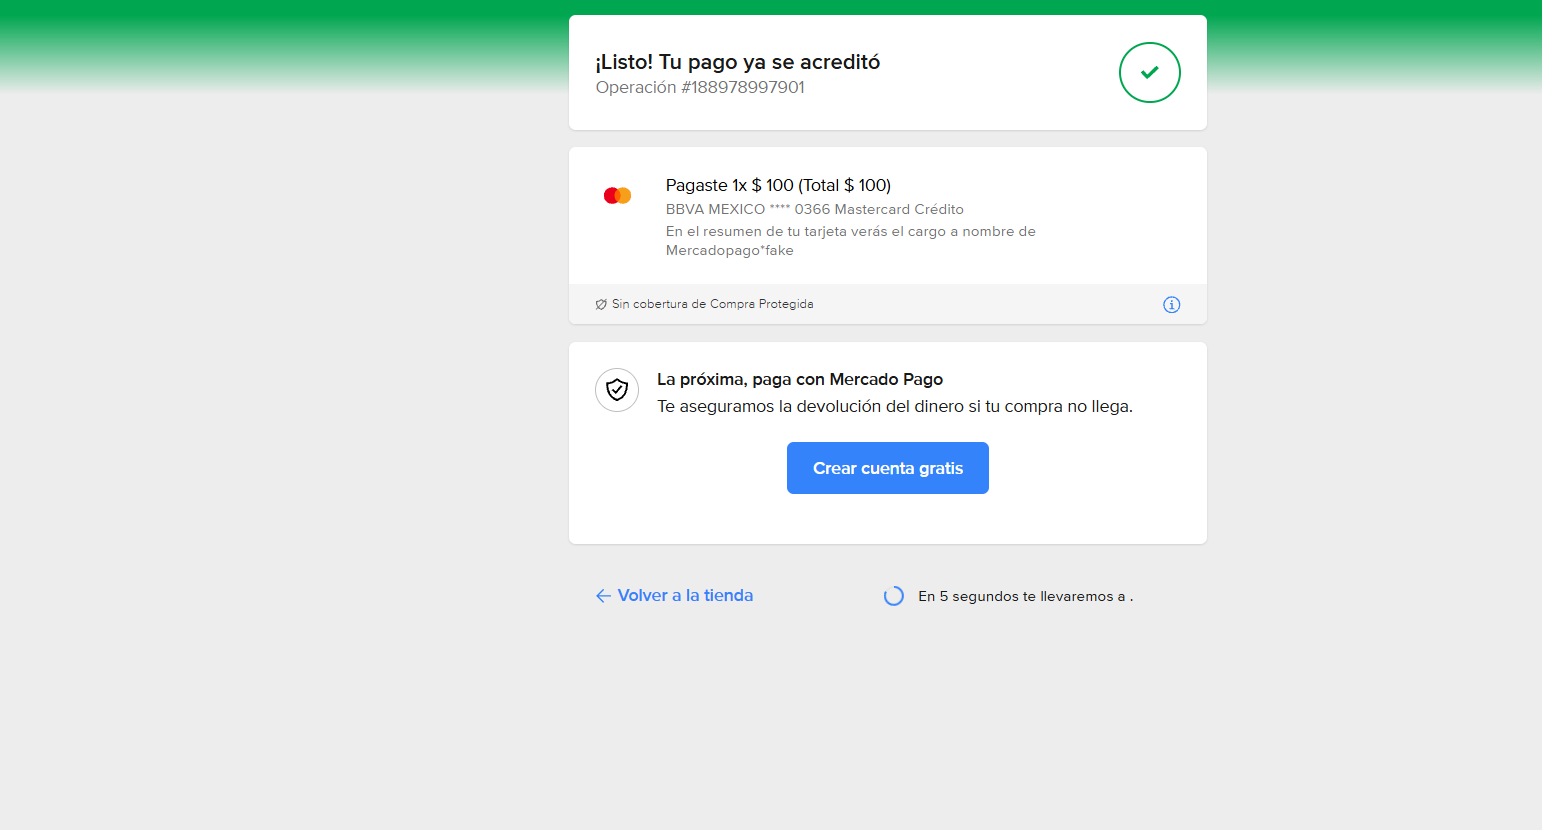 ¡Listo! Tu pago ya se acreditó
Operación #188978997901
Pagaste 1x $ 100 (Total $ 100)
BBVA MEXICO **** 0366 Mastercard Crédito
En el resumen de tu tarjeta verás el cargo a nombre de
Mercadopago*fake
Sin cobertura de Compra Protegida
La próxima, paga con Mercado Pago
Te aseguramos la devolución del dinero si tu compra no llega.
Crear cuenta gratis
Volver a la tienda
En 5 segundos te llevaremos a .